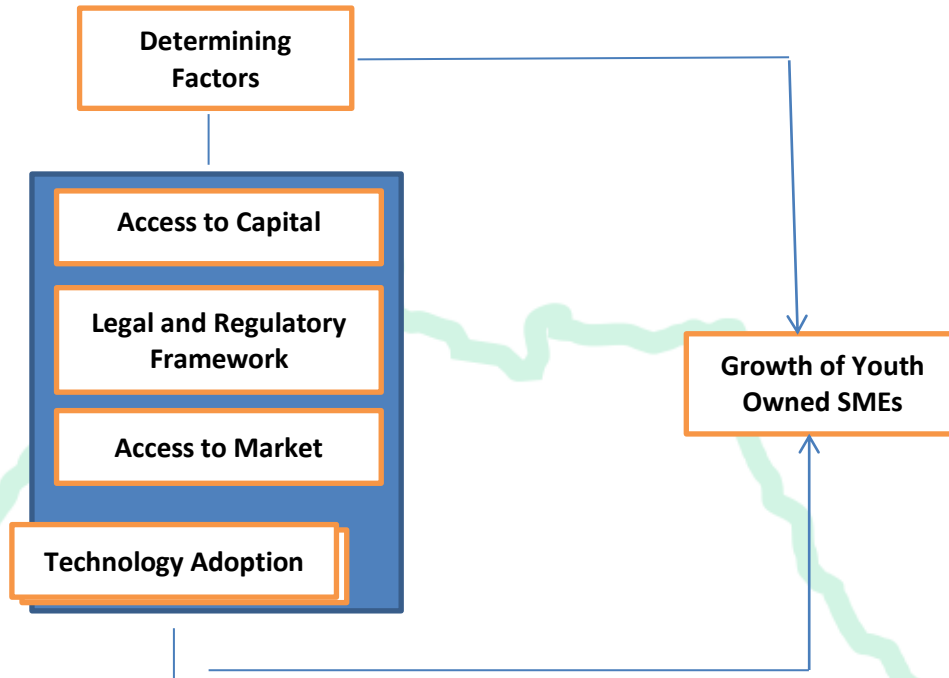 Determining
Factors
Access to Capital
Legal and Regulatory
Framework
Access to Market
Technology Adoption
Growth of Youth
Owned SMEs